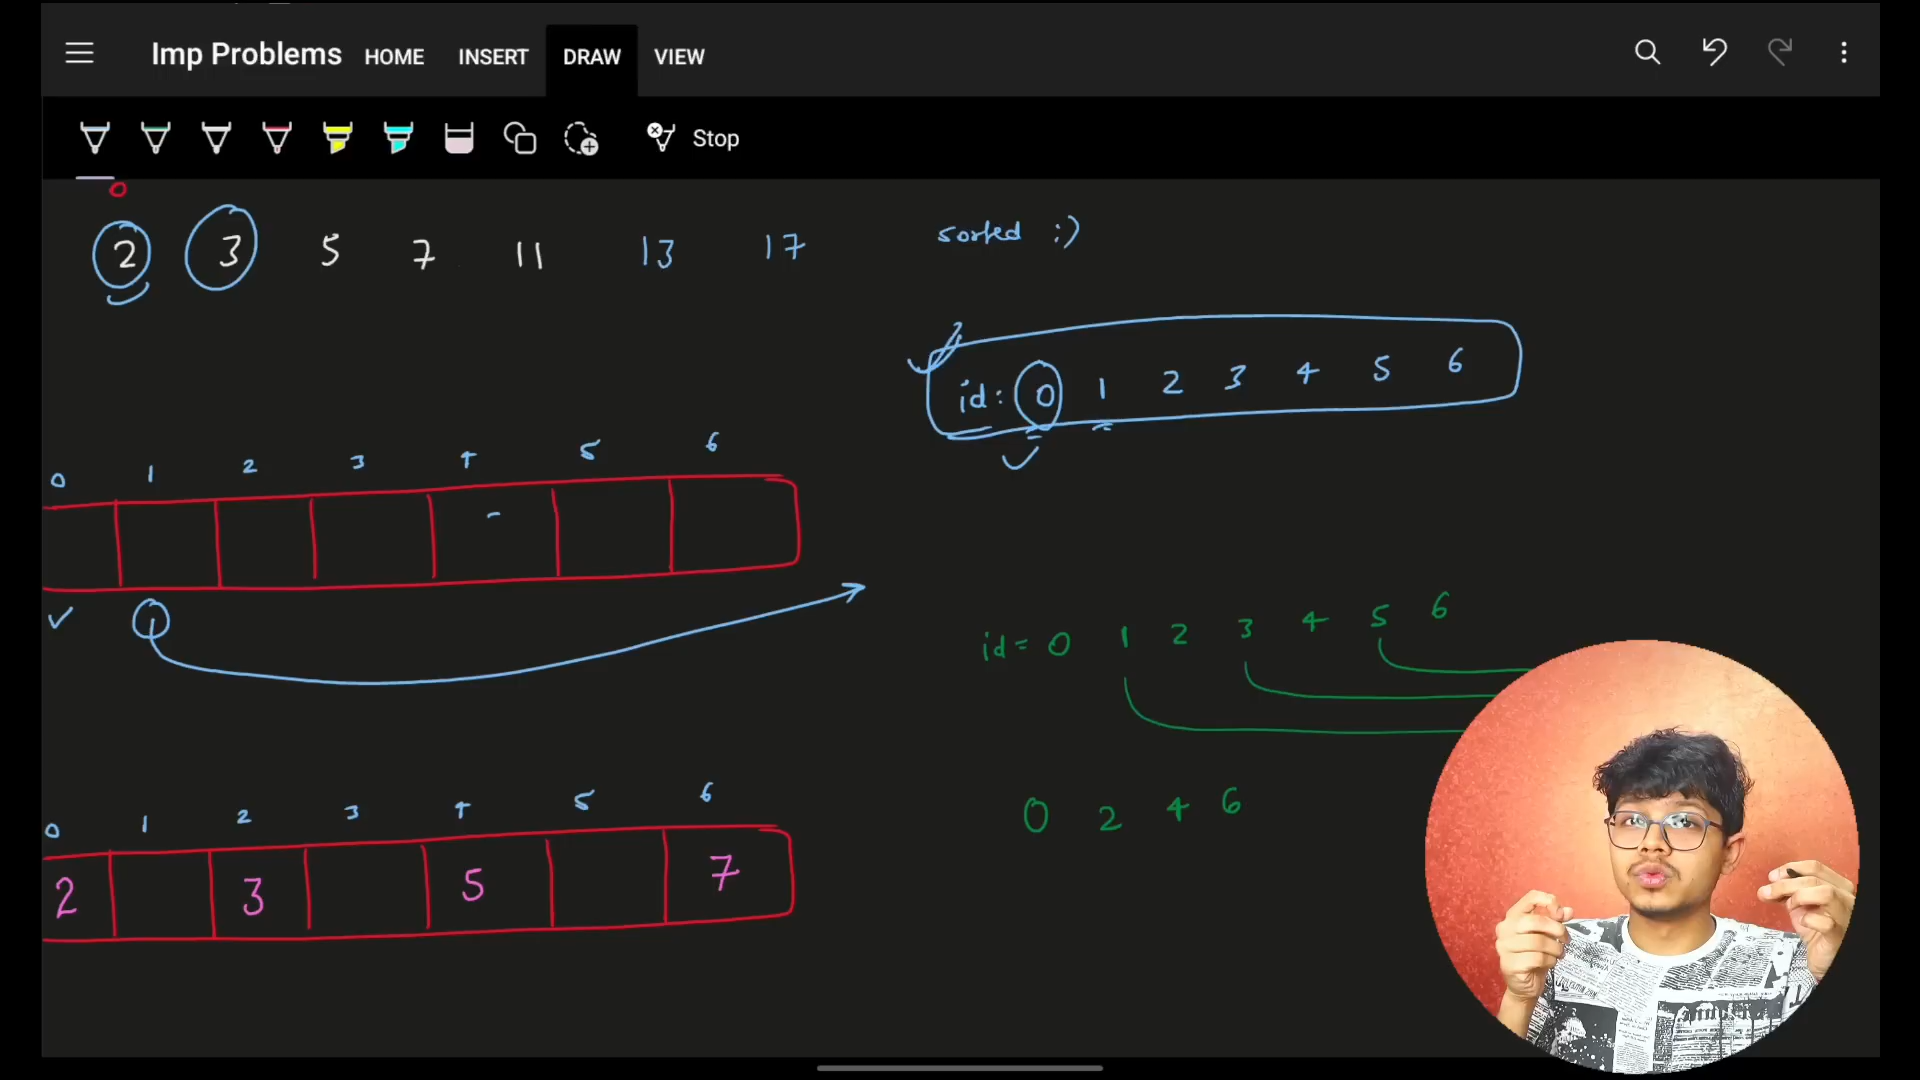 Imp Problems HOME INSERT DRAW VIEW
Stop
0
2 3 5 7 11 13 17 sorted :)
id: 0 1 2 3 4 5 6
0 1 2 3 4 5 6
id = 0 1 2 3 4 5 6
0 1 2 3 4 5 6
0 2 4 6
2 3 5 7